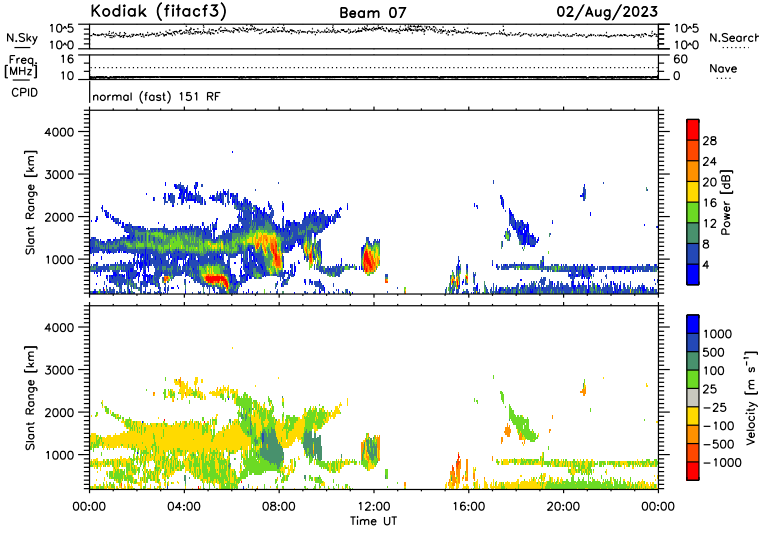 Kodiak (fitacf3) Beam 07 02/Aug/2023
N.Sky 10^5 10^5 N.Search
10^0 10^0
Freq. 16 60 Nave
[MHz] 10 0
CPID normal (fast) 151 RF
Slant Range [km]
4000
3000
2000
1000
28
24
20
16
12
8
4
Power [dB]
Slant Range [km]
4000
3000
2000
1000
1000
500
100
25
−25
−100
−500
−1000
Velocity [m s⁻¹]
00:00 04:00 08:00 12:00 16:00 20:00 00:00
Time UT